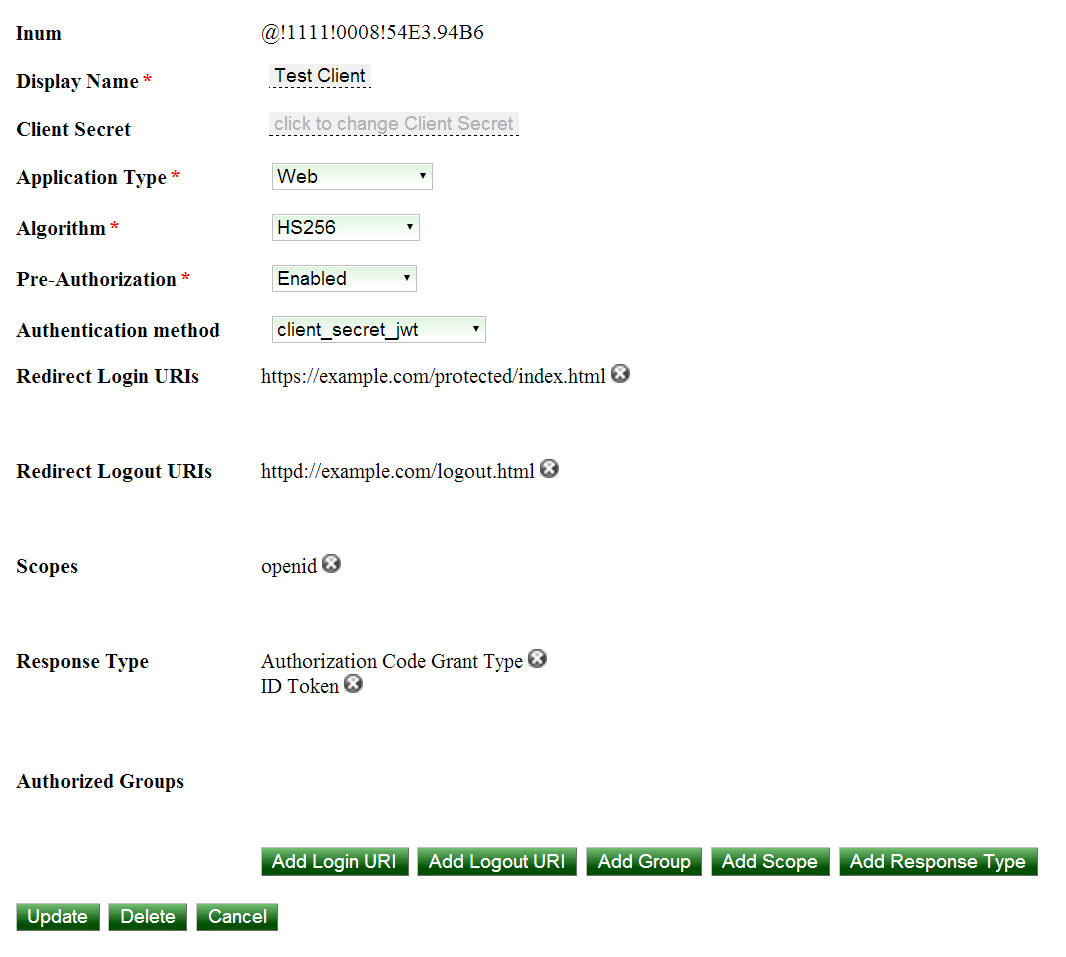 Inum @!1111!0008!54E3.94B6
Display Name * Test Client
Client Secret click to change Client Secret
Application Type * Web
Algorithm * HS256
Pre-Authorization * Enabled
Authentication method client_secret_jwt
Redirect Login URIs https://example.com/protected/index.html
Redirect Logout URIs httpd://example.com/logout.html
Scopes openid
Response Type Authorization Code Grant Type
ID Token
Authorized Groups
Add Login URI Add Logout URI Add Group Add Scope Add Response Type
Update Delete Cancel